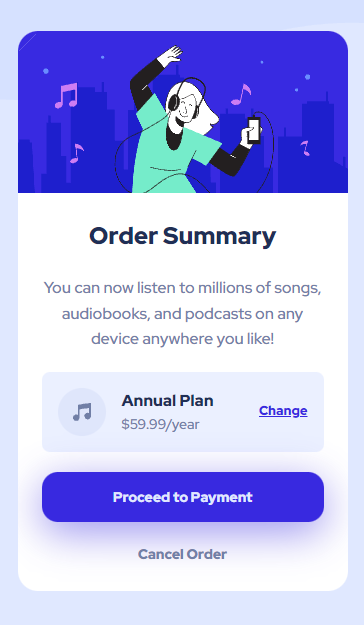 Order Summary
You can now listen to millions of songs,
audiobooks, and podcasts on any
device anywhere you like!
Annual Plan
$59.99/year
Change
Proceed to Payment
Cancel Order